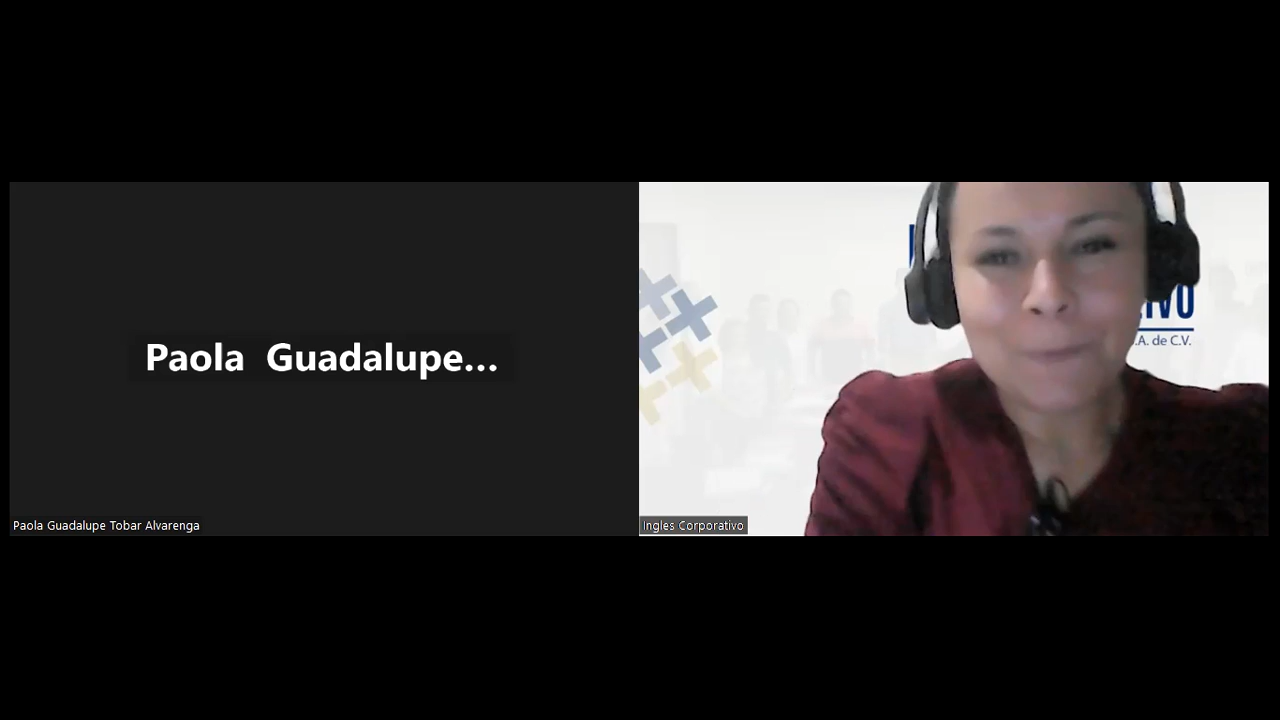 Paola Guadalupe...
Paola Guadalupe Tobar Alvarenga
Ingles Corporativo
.A. de C.V.